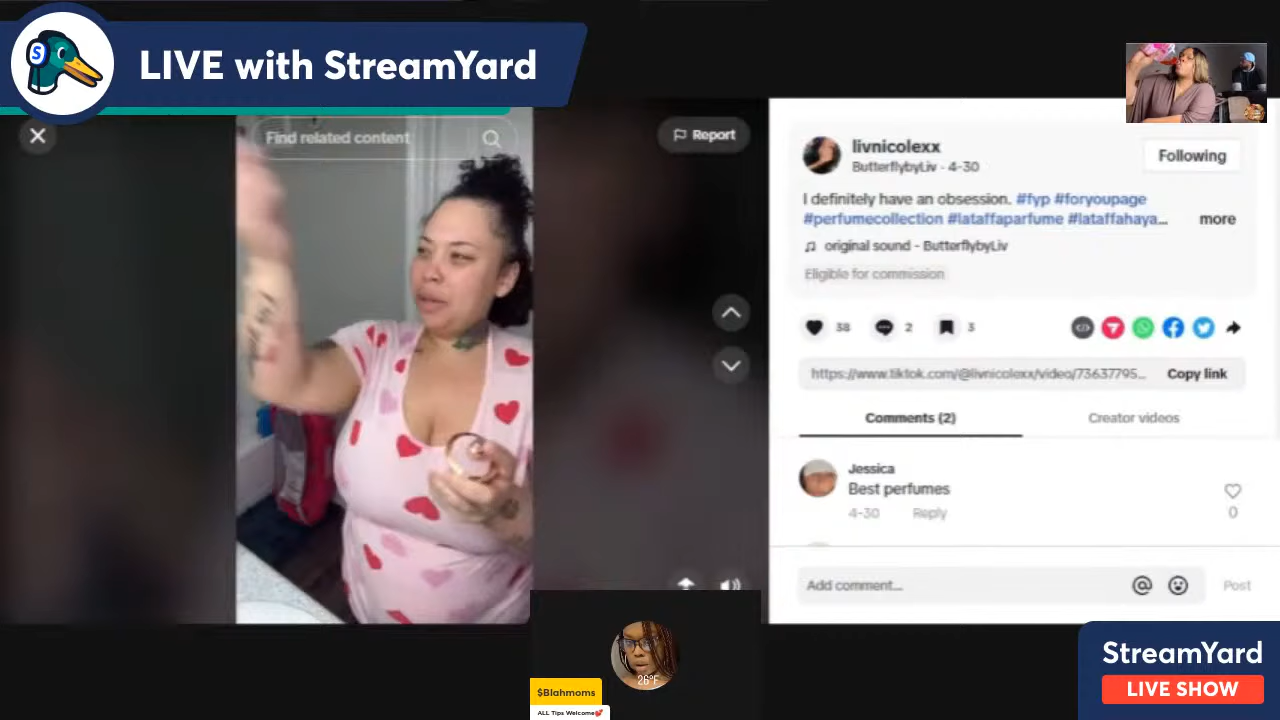 LIVE with StreamYard
Find related content
Report
livnicolexx
ButterflybyLiv · 4-30
Following
I definitely have an obsession. #fyp #foryoupage
#perfumecollection #lataffaparfume #lataffahaya... more
original sound - ButterflybyLiv
Eligible for commission
38
2
3
https://www.tiktok.com/@livnicolexx/video/73637795... Copy link
Comments (2)
Creator videos
Jessica
Best perfumes
4-30 Reply
0
Add comment...
Post
26°F
$Blahmoms
ALL Tips Welcome💕
StreamYard
LIVE SHOW